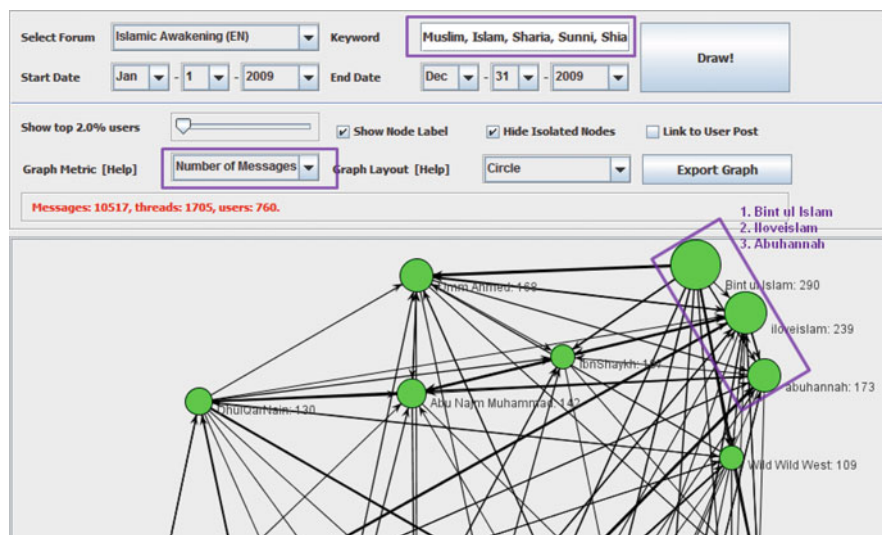 Select Forum Islamic Awakening (EN) Keyword Muslim, Islam, Sharia, Sunni, Shia
Draw!
Start Date Jan - 1 - 2009 End Date Dec - 31 - 2009
Show top 2.0% users Show Node Label Hide Isolated Nodes Link to User Post
Graph Metric [Help] Number of Messages Graph Layout [Help] Circle Export Graph
Messages: 10517, threads: 1705, users: 760.
1. Bint ul Islam
2. Iloveislam
3. Abuhannah
Umm Ahmed: 168
Bint ul Islam: 290
iloveislam: 239
IbnShaykh:
abuhannah: 173
DhulQarNain: 130
Abu Najm Muhammad: 142
Wild Wild West: 109